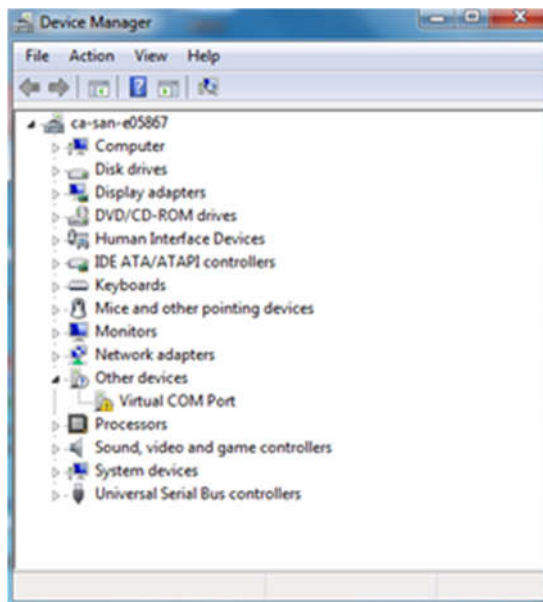 Device Manager
File Action View Help
ca-san-e05867
Computer
Disk drives
Display adapters
DVD/CD-ROM drives
Human Interface Devices
IDE ATA/ATAPI controllers
Keyboards
Mice and other pointing devices
Monitors
Network adapters
Other devices
Virtual COM Port
Processors
Sound, video and game controllers
System devices
Universal Serial Bus controllers